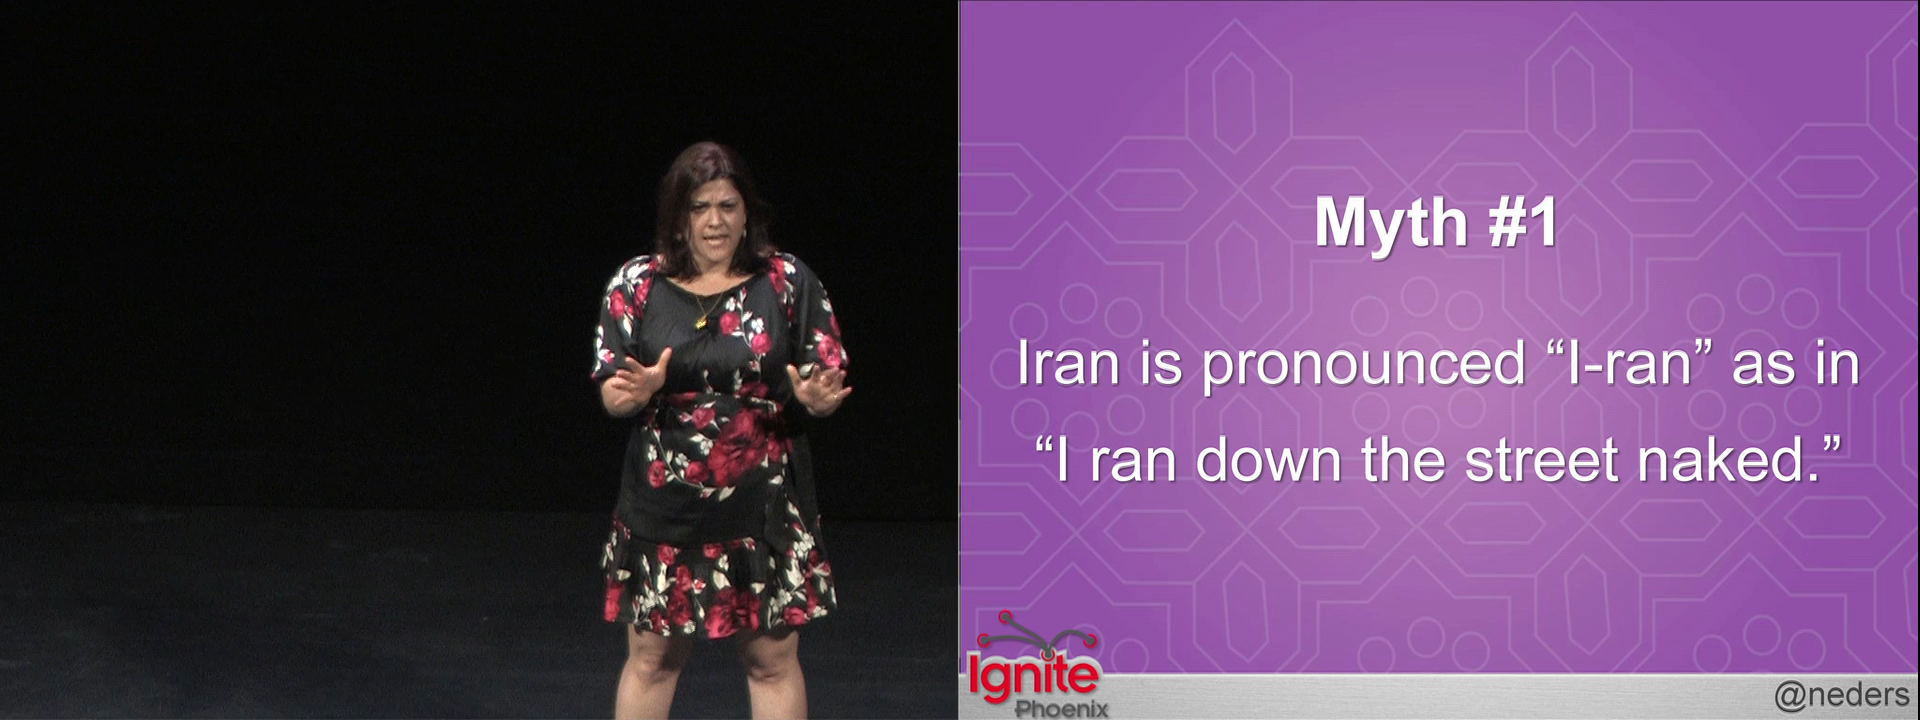 Myth #1
Iran is pronounced “I-ran” as in
“I ran down the street naked.”
Ignite
Phoenix
@neders